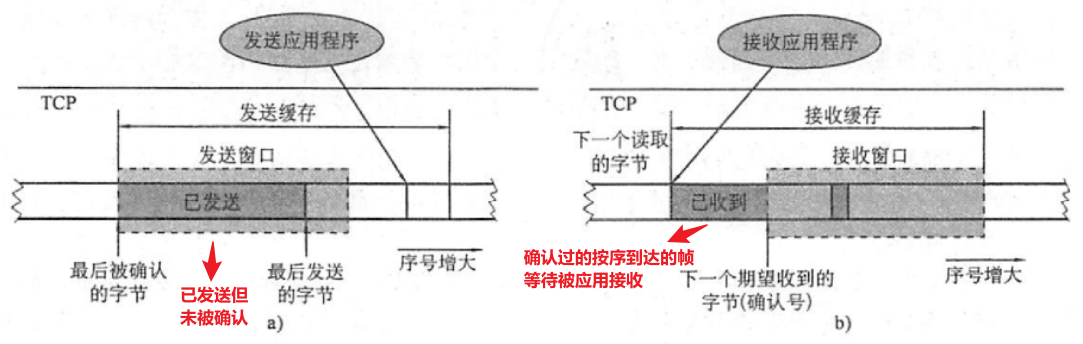 发送应用程序
TCP
发送缓存
发送窗口
已发送
最后被确认
的字节
最后发送
的字节
序号增大
已发送但
未被确认
a)
接收应用程序
TCP
接收缓存
下一个读取
的字节
接收窗口
已收到
确认过的按序到达的帧
等待被应用接收
下一个期望收到的
字节(确认号)
序号增大
b)